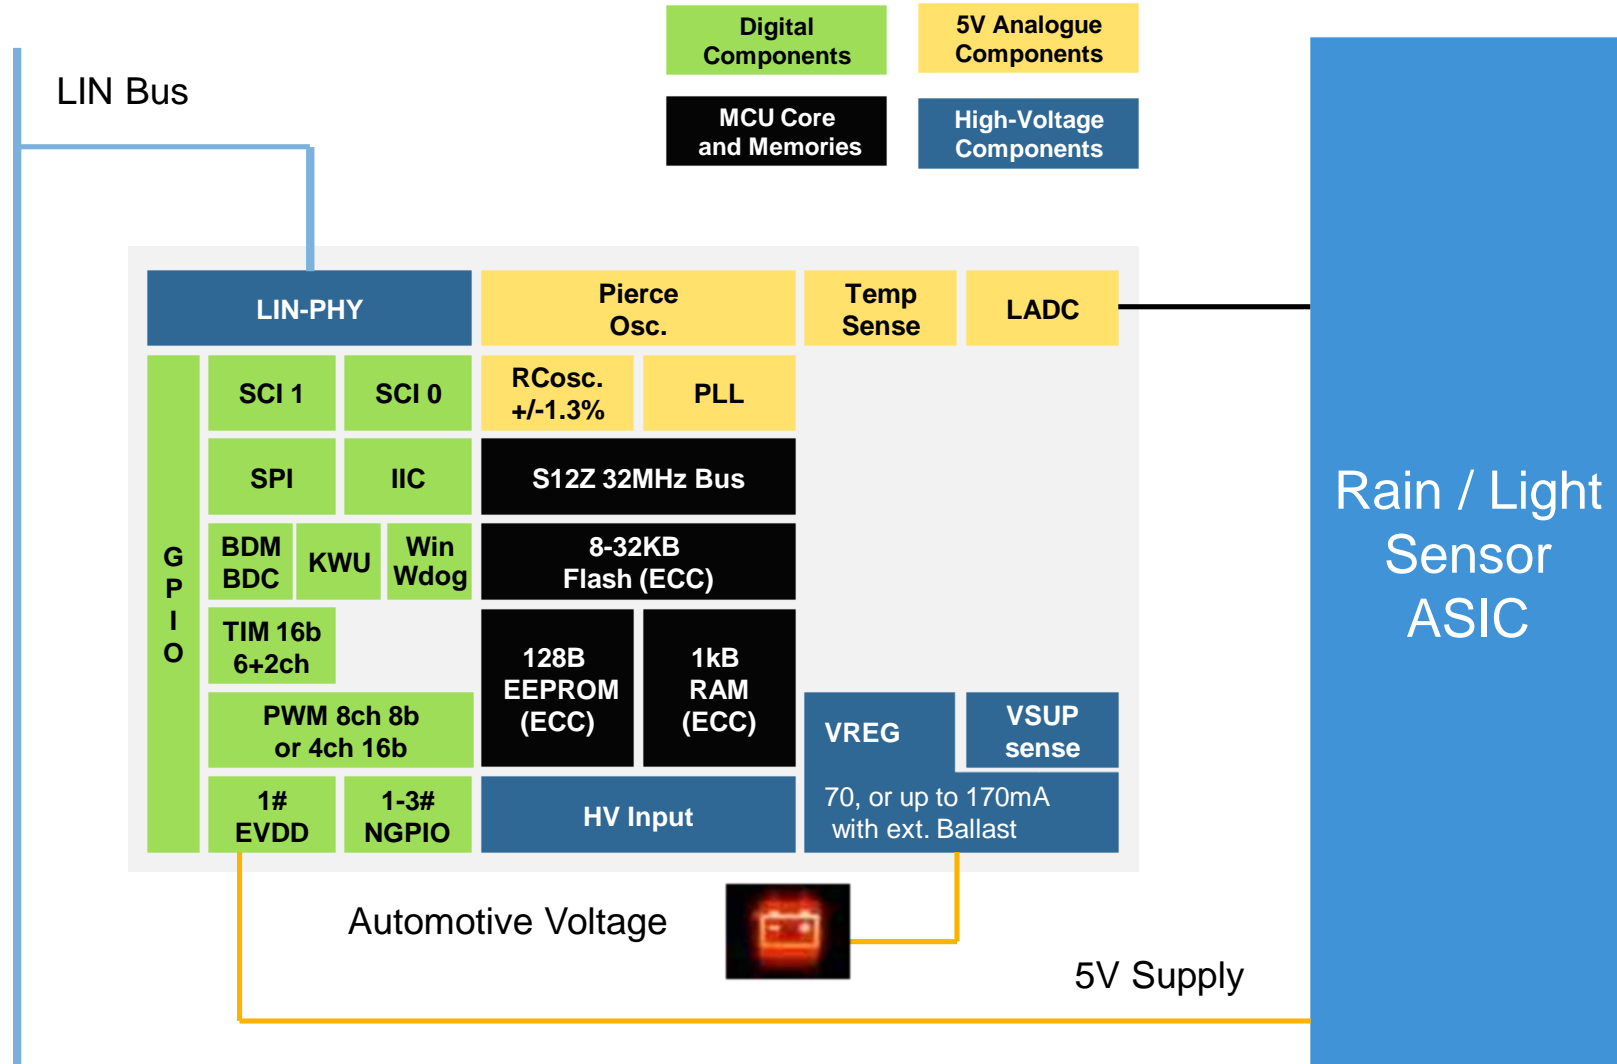 Digital
Components
5V Analogue
Components
LIN Bus
MCU Core
and Memories
High-Voltage
Components
LIN-PHY
Pierce
Osc.
Temp
Sense
LADC
SCI 1
SCI 0
RCosc.
+/-1.3%
PLL
SPI
IIC
S12Z 32MHz Bus
G
P
I
O
BDM
BDC
KWU
Win
Wdog
8-32KB
Flash (ECC)
TIM 16b
6+2ch
128B
EEPROM
(ECC)
1kB
RAM
(ECC)
PWM 8ch 8b
or 4ch 16b
VREG
VSUP
sense
1#
EVDD
1-3#
NGPIO
HV Input
70, or up to 170mA
with ext. Ballast
Rain / Light
Sensor
ASIC
Automotive Voltage
5V Supply